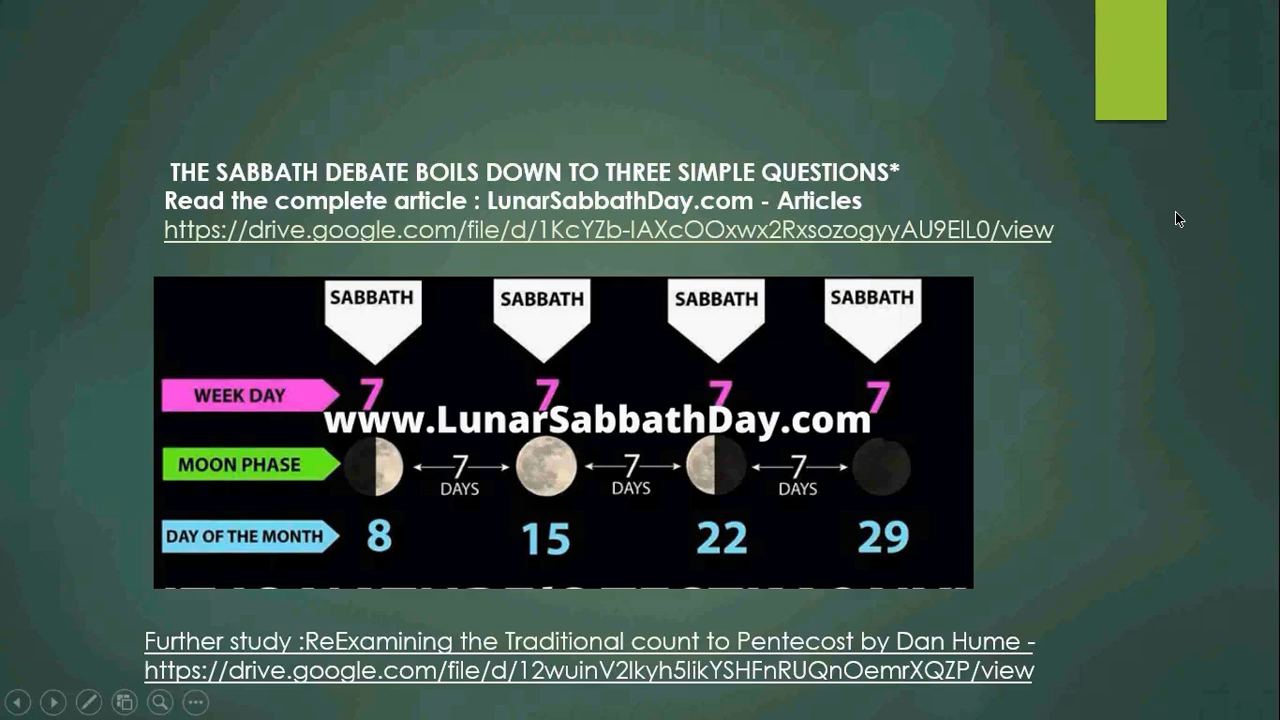 THE SABBATH DEBATE BOILS DOWN TO THREE SIMPLE QUESTIONS*
Read the complete article : LunarSabbathDay.com - Articles
https://drive.google.com/file/d/1KcYZb-IAXcOOxwx2RxsozogyyAU9ElL0/view
SABBATH SABBATH SABBATH SABBATH
WEEK DAY 7 7 7 7
www.LunarSabbathDay.com
MOON PHASE 7 7 7
DAYS DAYS DAYS
DAY OF THE MONTH 8 15 22 29
Further study :ReExamining the Traditional count to Pentecost by Dan Hume -
https://drive.google.com/file/d/12wuinV2lkyh5likYSHFnRUQnOemrXQZP/view